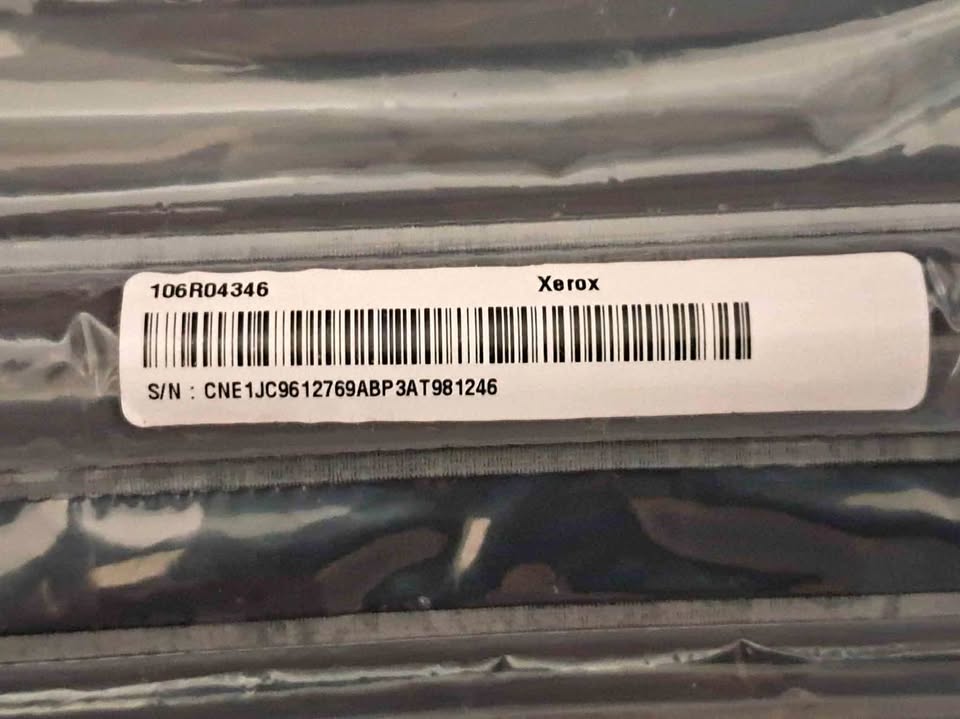 106R04346 Xerox
S/N : CNE1JC9612769ABP3AT981246